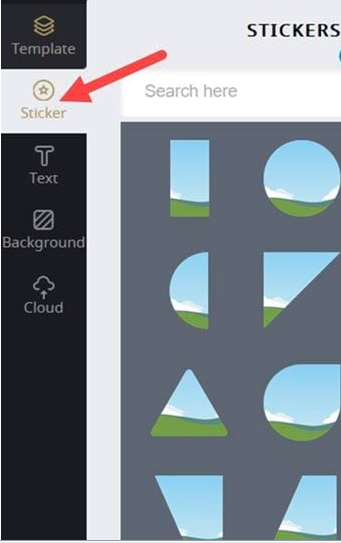 Template
STICKERS
Sticker
Search here
Text
Background
Cloud